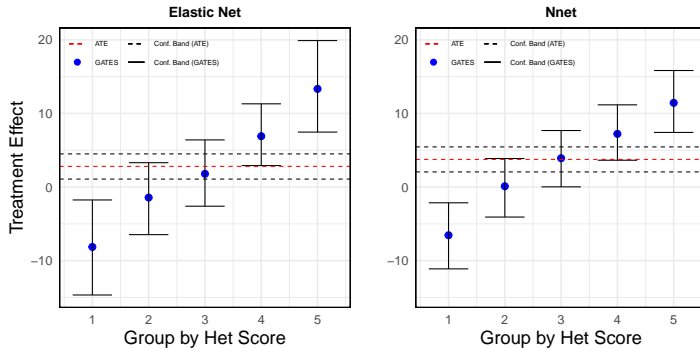 Elastic Net
Nnet
Treatment Effect
20
10
0
−10
ATE
Conf. Band (ATE)
GATES
Conf. Band (GATES)
1 2 3 4 5
Group by Het Score
20
10
0
−10
ATE
Conf. Band (ATE)
GATES
Conf. Band (GATES)
1 2 3 4 5
Group by Het Score